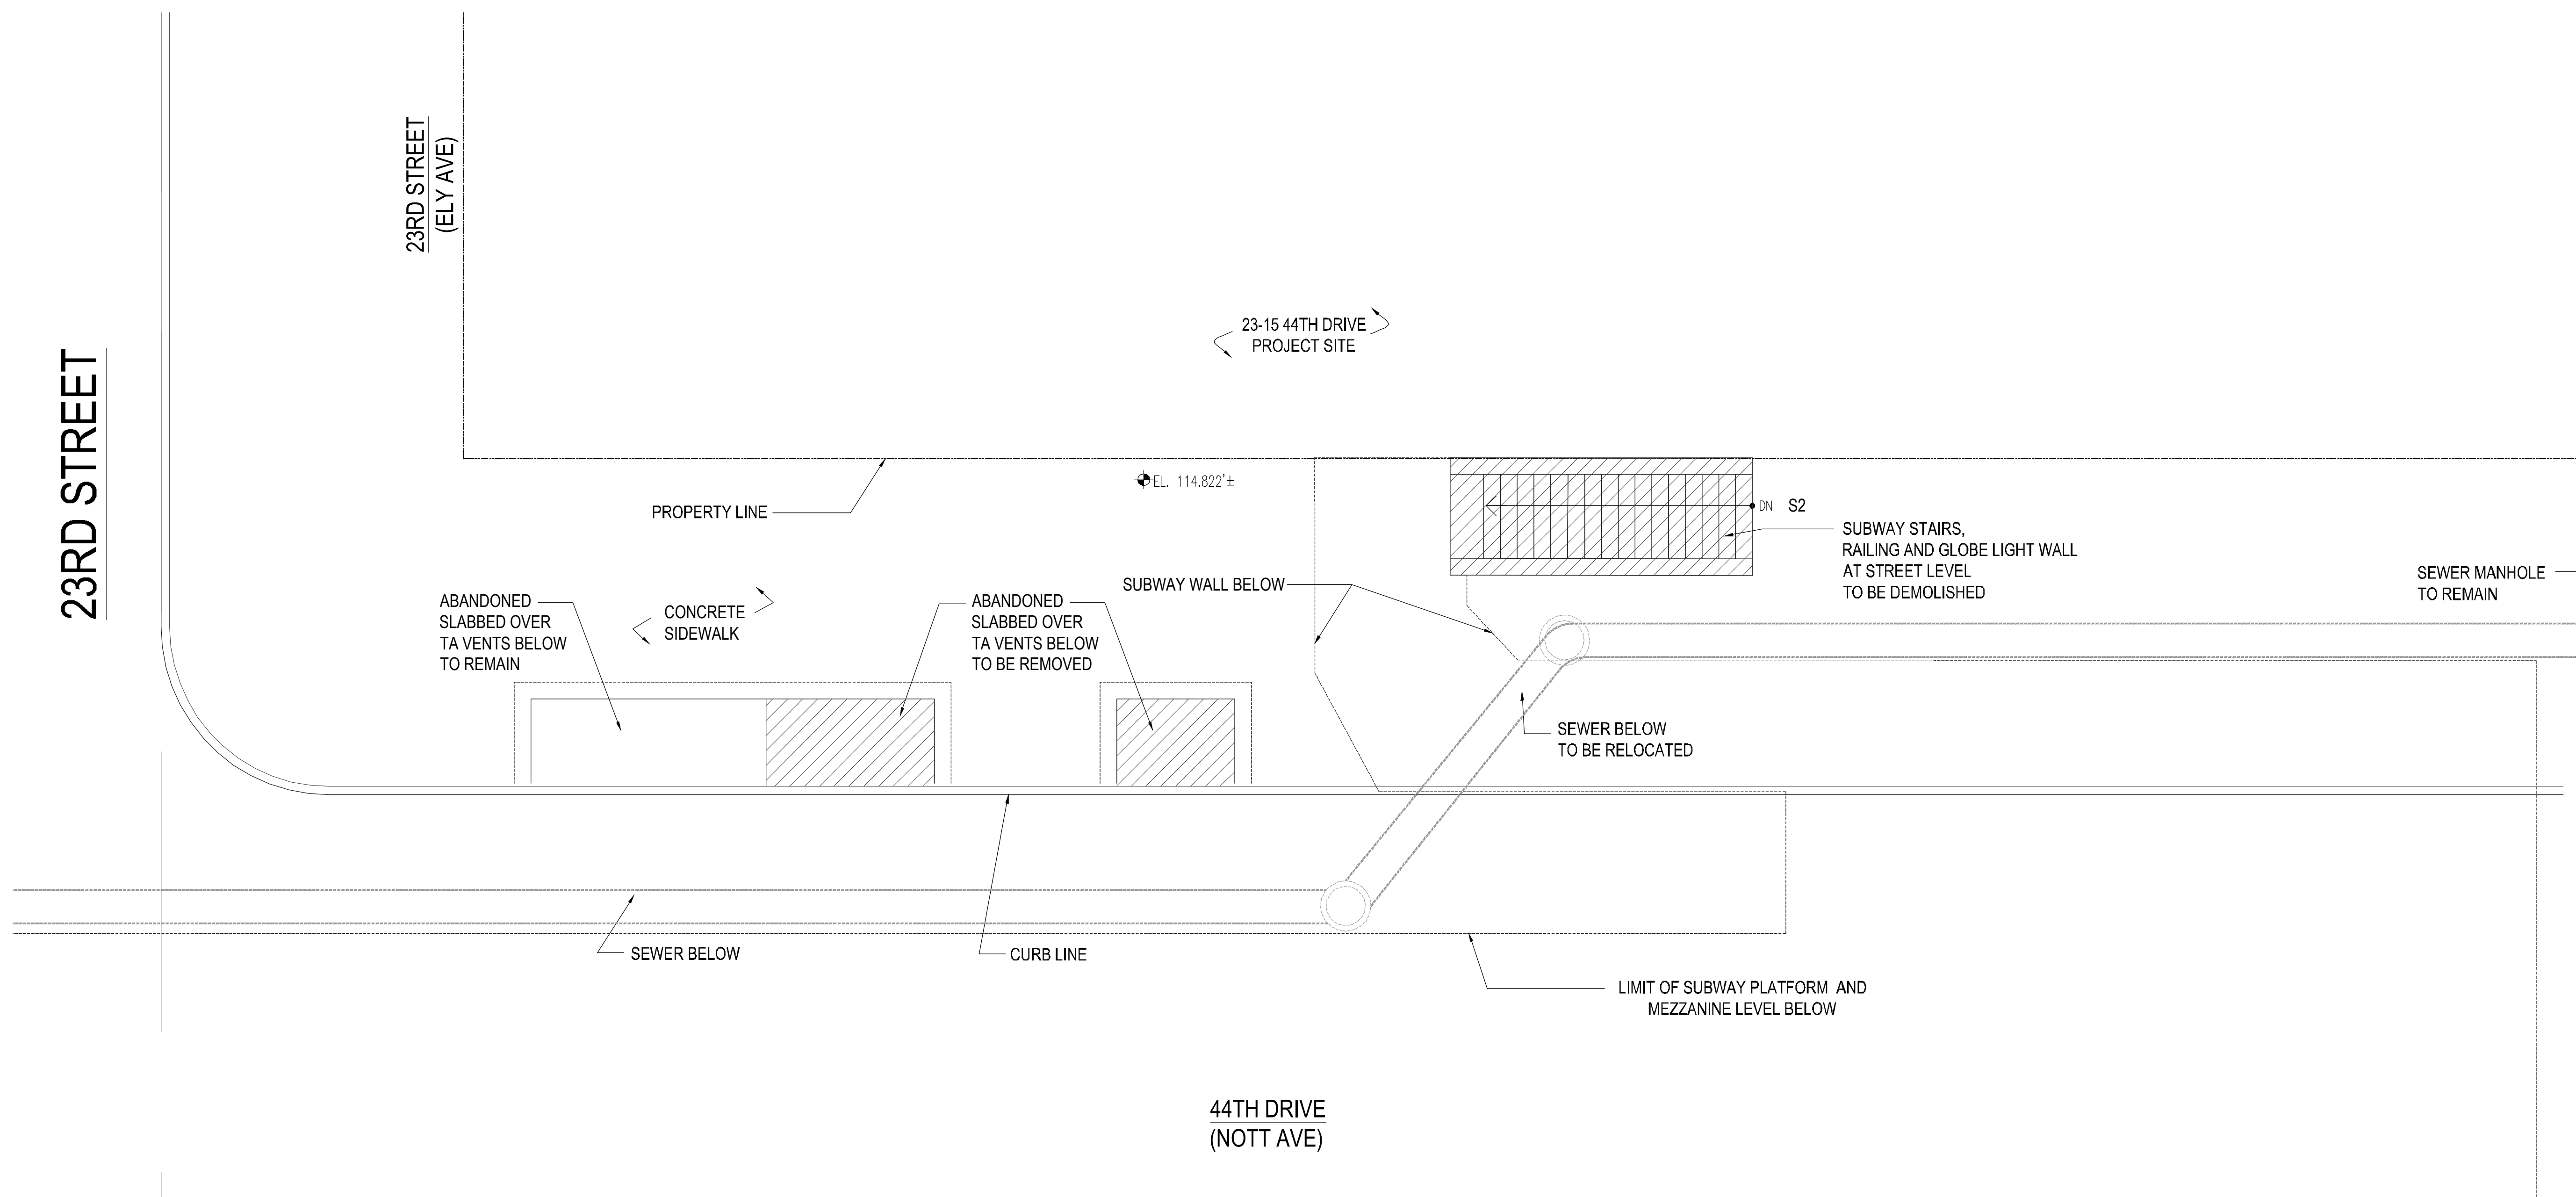 23RD STREET
(ELY AVE)
23RD STREET
23-15 44TH DRIVE
PROJECT SITE
EL. 114.822'±
PROPERTY LINE
DN S2
SUBWAY STAIRS,
RAILING AND GLOBE LIGHT WALL
AT STREET LEVEL
TO BE DEMOLISHED
SEWER MANHOLE
TO REMAIN
SUBWAY WALL BELOW
ABANDONED
SLABBED OVER
TA VENTS BELOW
TO REMAIN
CONCRETE
SIDEWALK
ABANDONED
SLABBED OVER
TA VENTS BELOW
TO BE REMOVED
SEWER BELOW
TO BE RELOCATED
SEWER BELOW
CURB LINE
LIMIT OF SUBWAY PLATFORM AND
MEZZANINE LEVEL BELOW
44TH DRIVE
(NOTT AVE)